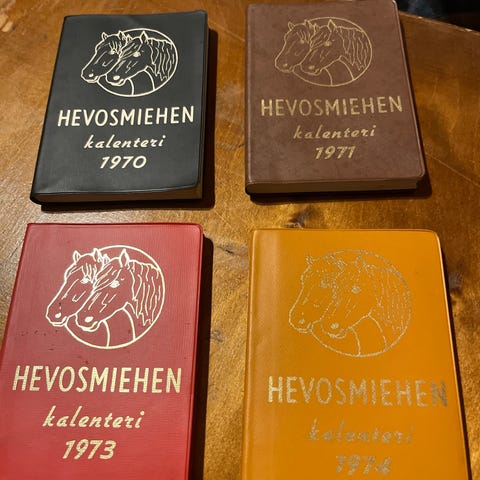 HEVOSMIEHEN
kalenteri
1970
HEVOSMIEHEN
kalenteri
1971
HEVOSMIEHEN
kalenteri
1973
HEVOSMIEHEN
kalenteri
1974